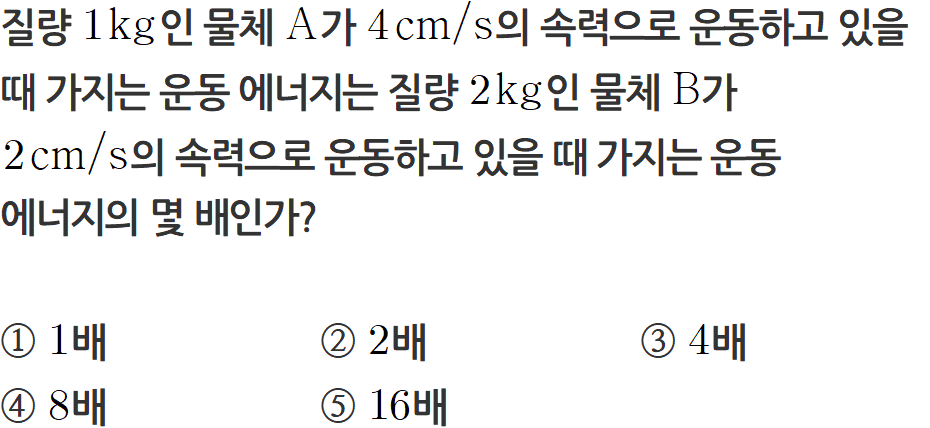 질량 1kg인 물체 A가 4cm/s의 속력으로 운동하고 있을
때 가지는 운동 에너지는 질량 2kg인 물체 B가
2cm/s의 속력으로 운동하고 있을 때 가지는 운동
에너지의 몇 배인가?
① 1배 ② 2배 ③ 4배
④ 8배 ⑤ 16배